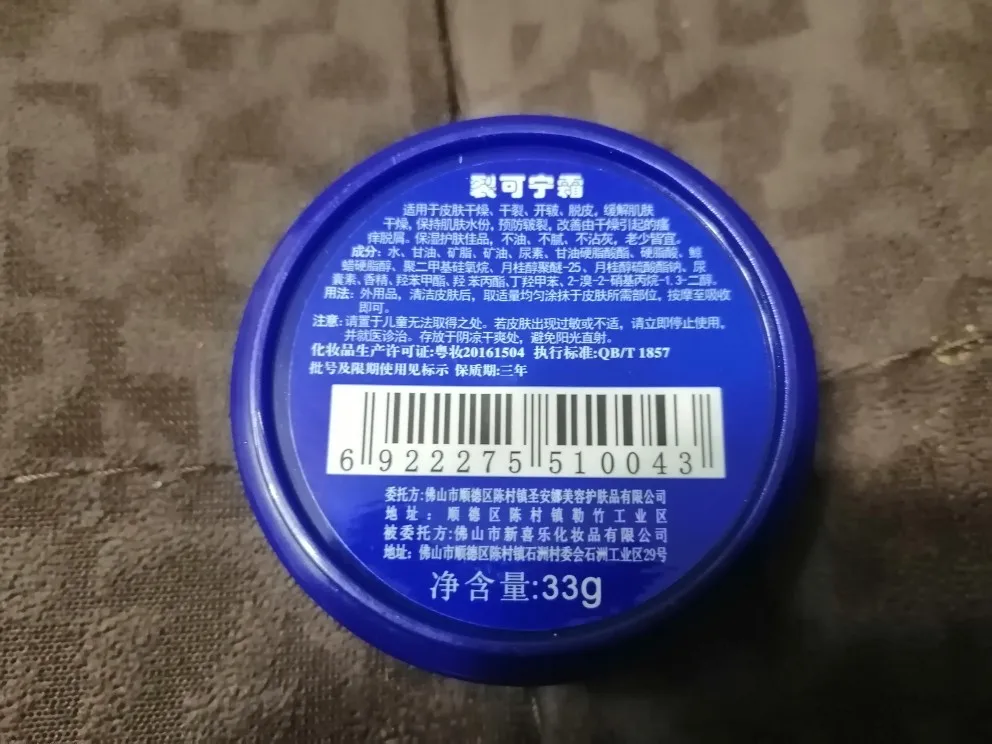 裂可宁霜
适用于皮肤干燥、干裂、开皲、脱皮，缓解肌肤
干燥，保持肌肤水份，预防皲裂，改善由干燥引起的瘙
痒脱屑。保湿护肤佳品，不油、不腻、不沾灰，老少皆宜。
成分：水、甘油、矿脂、矿油、尿素、甘油硬脂酸酯、硬脂酸、鲸
蜡硬脂醇、聚二甲基硅氧烷、月桂醇聚醚-25、月桂醇硫酸酯钠、尿
囊素、香精、羟苯甲酯、羟苯丙酯、丁羟甲苯、2-溴-2-硝基丙烷-1,3-二醇。
用法：外用品，清洁皮肤后，取适量均匀涂抹于皮肤所需部位，按摩至吸收
即可。
注意：请置于儿童无法取得之处。若皮肤出现过敏或不适，请立即停止使用，
并就医诊治。存放于阴凉干爽处，避免阳光直射。
化妆品生产许可证:粤妆20161504 执行标准:QB/T 1857
批号及限期使用见标示 保质期:三年
6 922275 510043
委托方:佛山市顺德区陈村镇圣安娜美容护肤品有限公司
地址：顺德区陈村镇勒竹工业区
被委托方:佛山市新喜乐化妆品有限公司
地址:佛山市顺德区陈村镇石洲村委会石洲工业区29号
净含量:33g